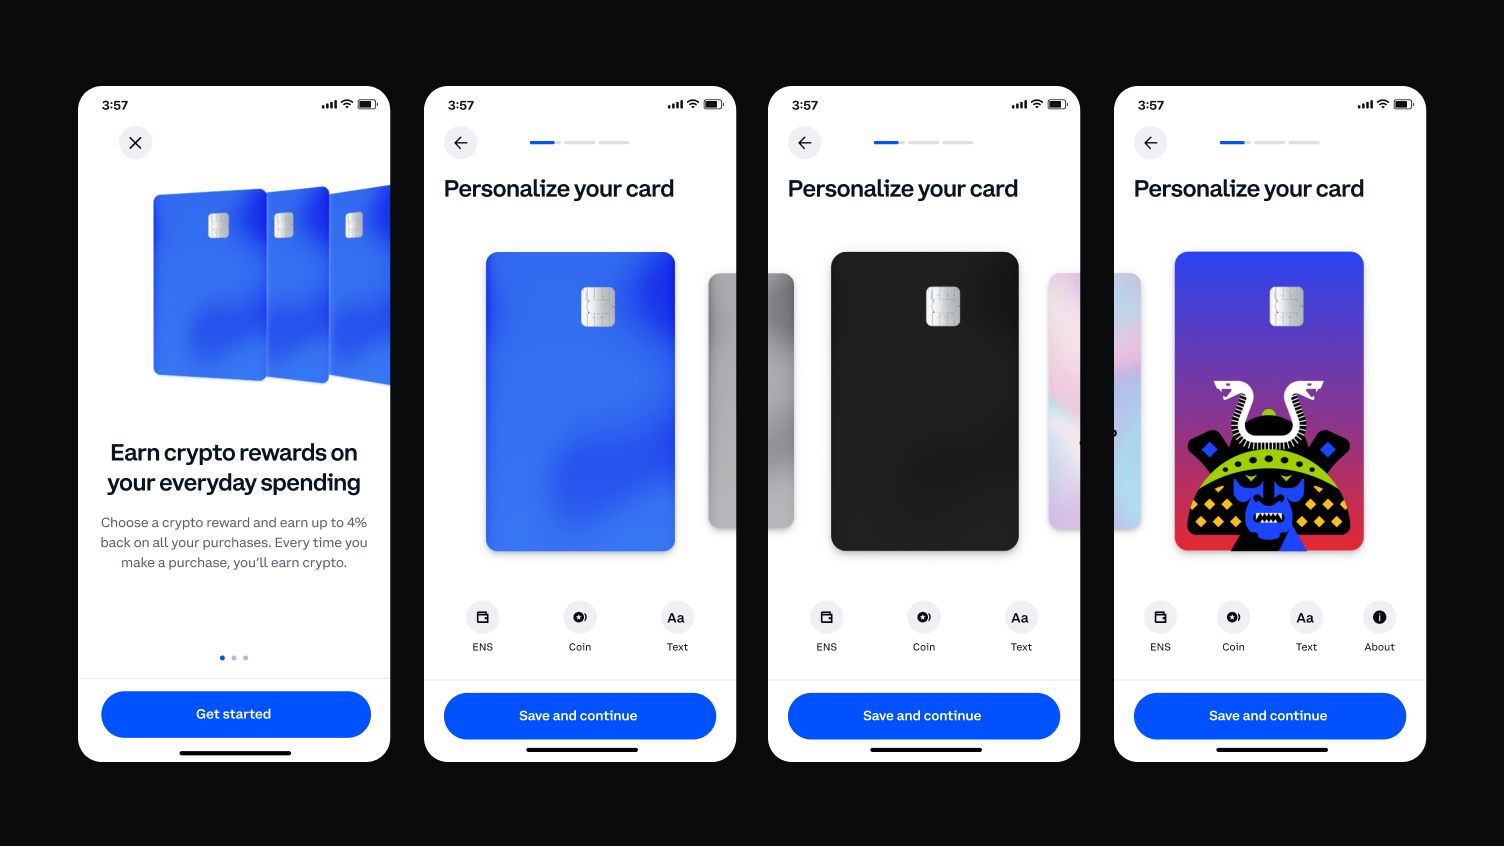 3:57
Earn crypto rewards on
your everyday spending
Choose a crypto reward and earn up to 4%
back on all your purchases. Every time you
make a purchase, you'll earn crypto.
Get started
3:57
Personalize your card
ENS
Coin
Aa
Text
Save and continue
3:57
Personalize your card
ENS
Coin
Aa
Text
Save and continue
3:57
Personalize your card
ENS
Coin
Aa
Text
About
Save and continue